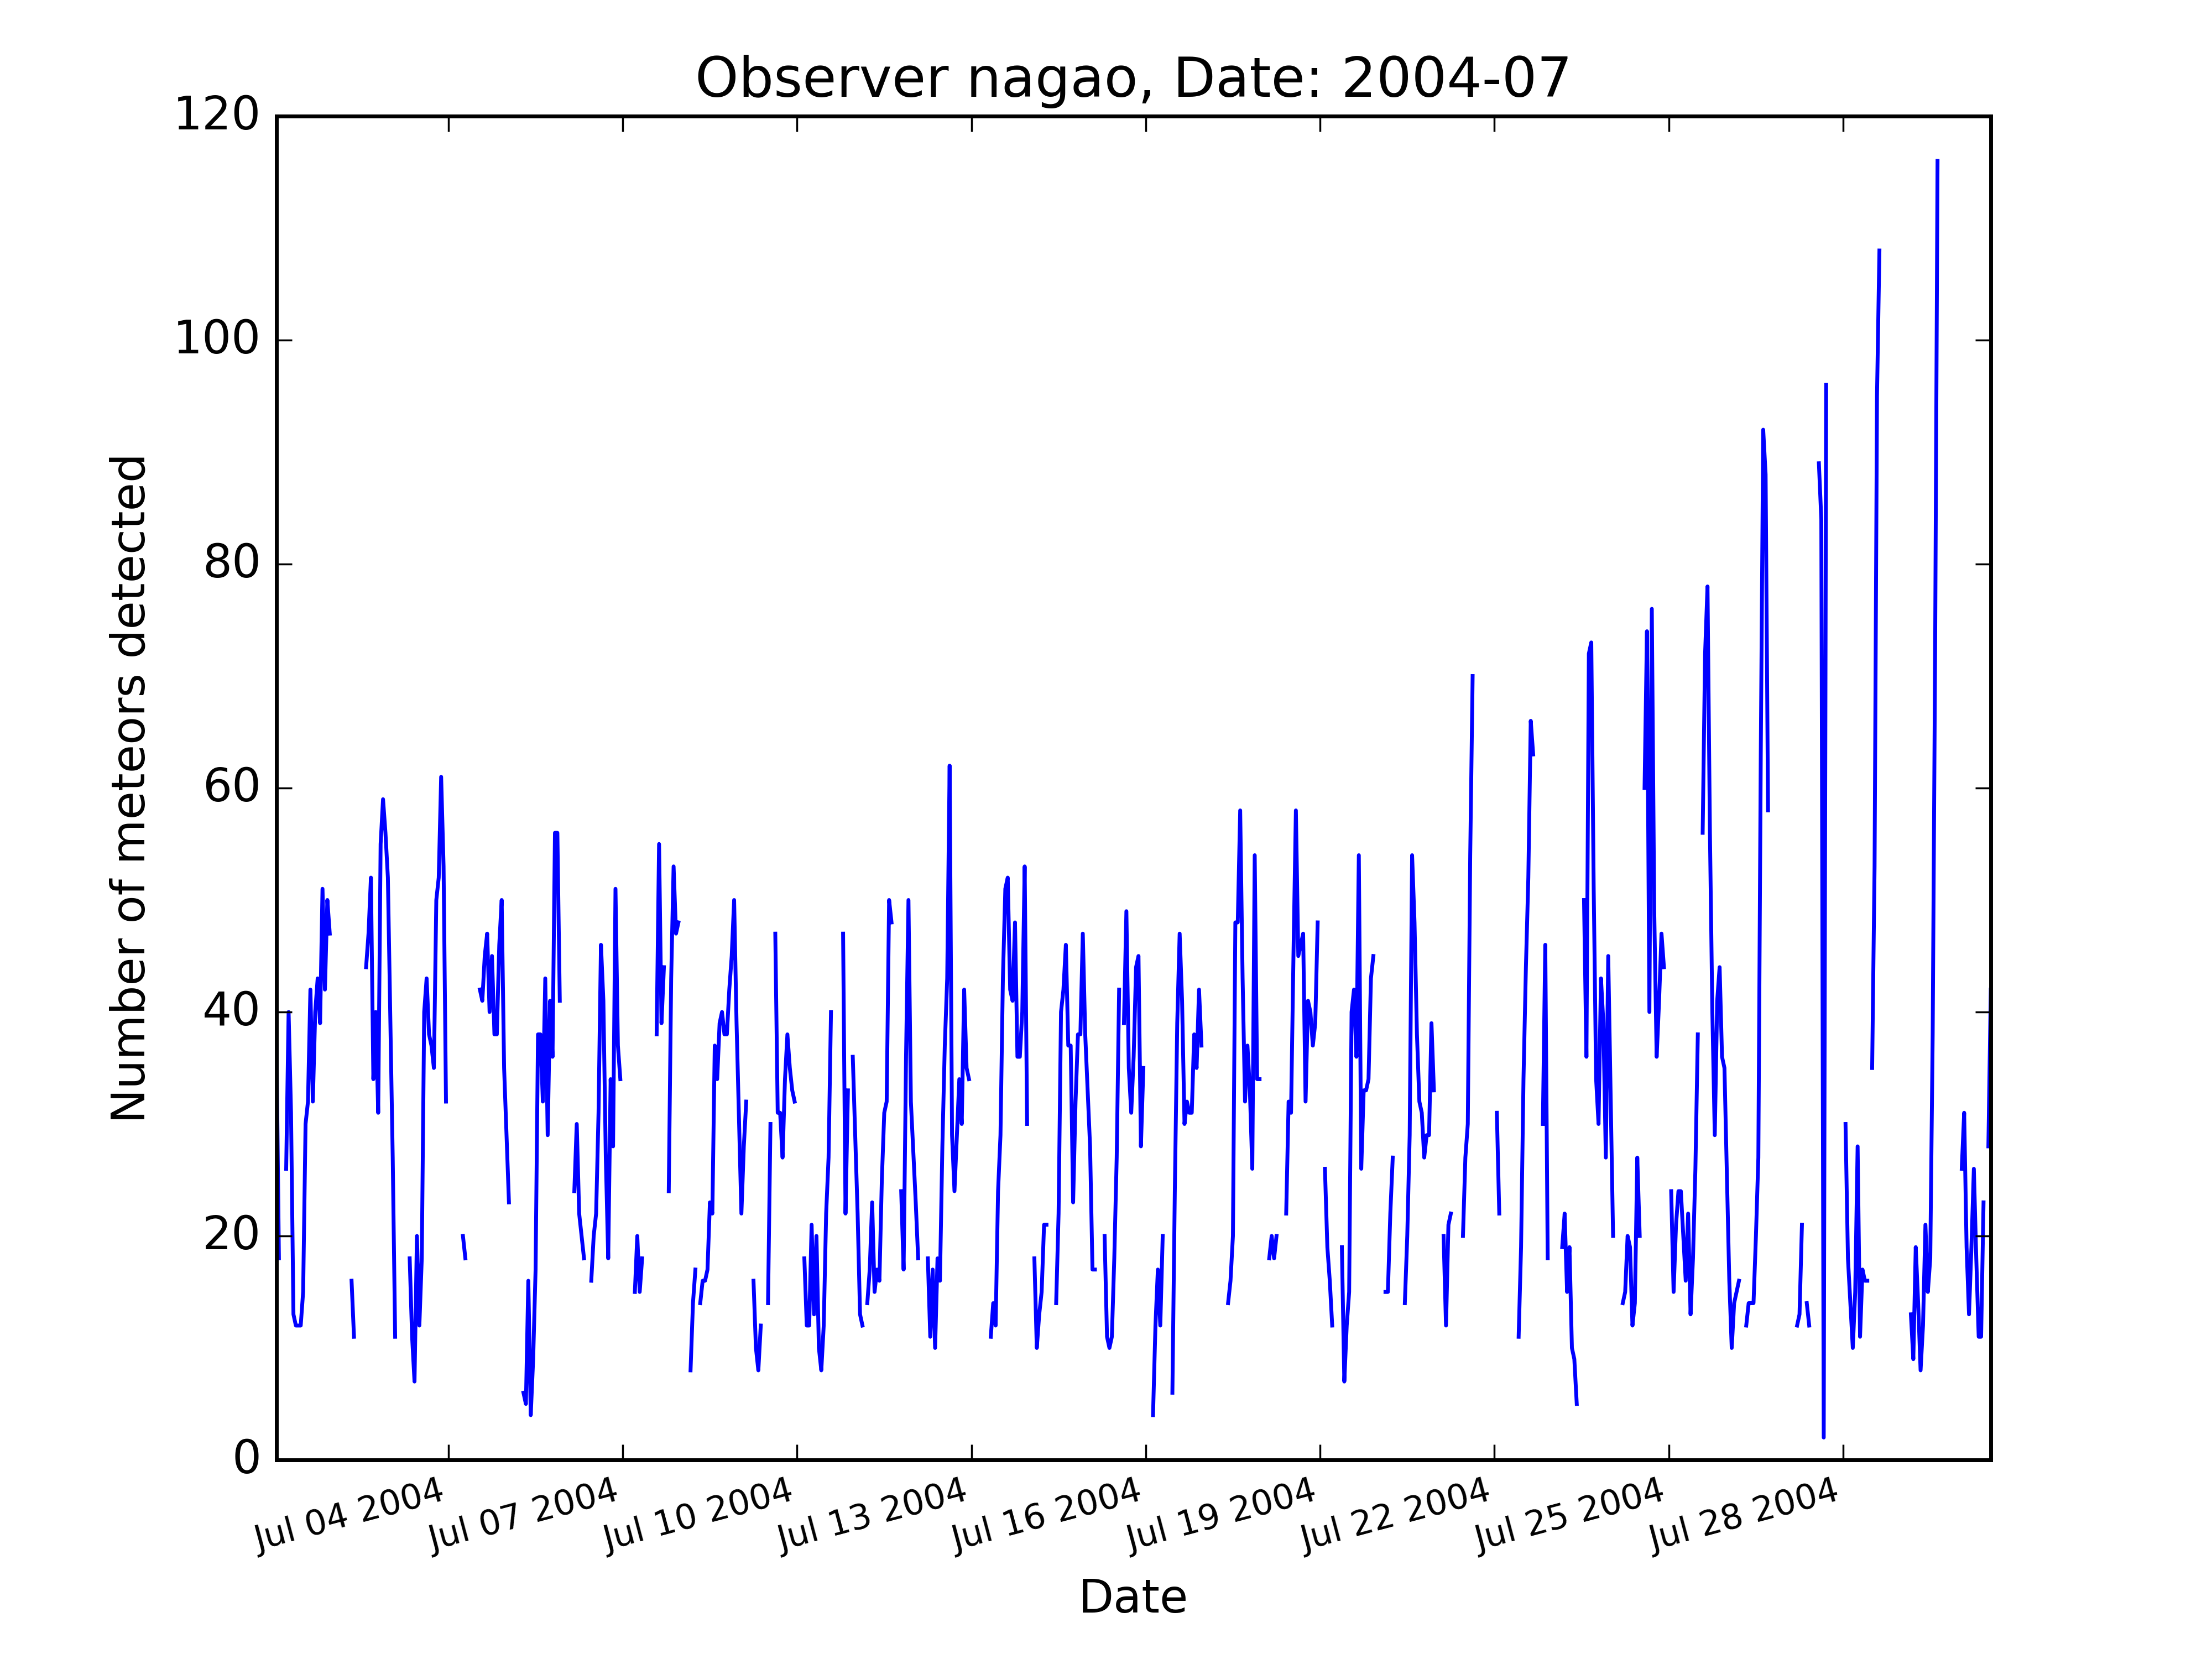 Observer nagao, Date: 2004-07
120
100
80
60
40
20
0
Number of meteors detected
Jul 04 2004
Jul 07 2004
Jul 10 2004
Jul 13 2004
Jul 16 2004
Jul 19 2004
Jul 22 2004
Jul 25 2004
Jul 28 2004
Date